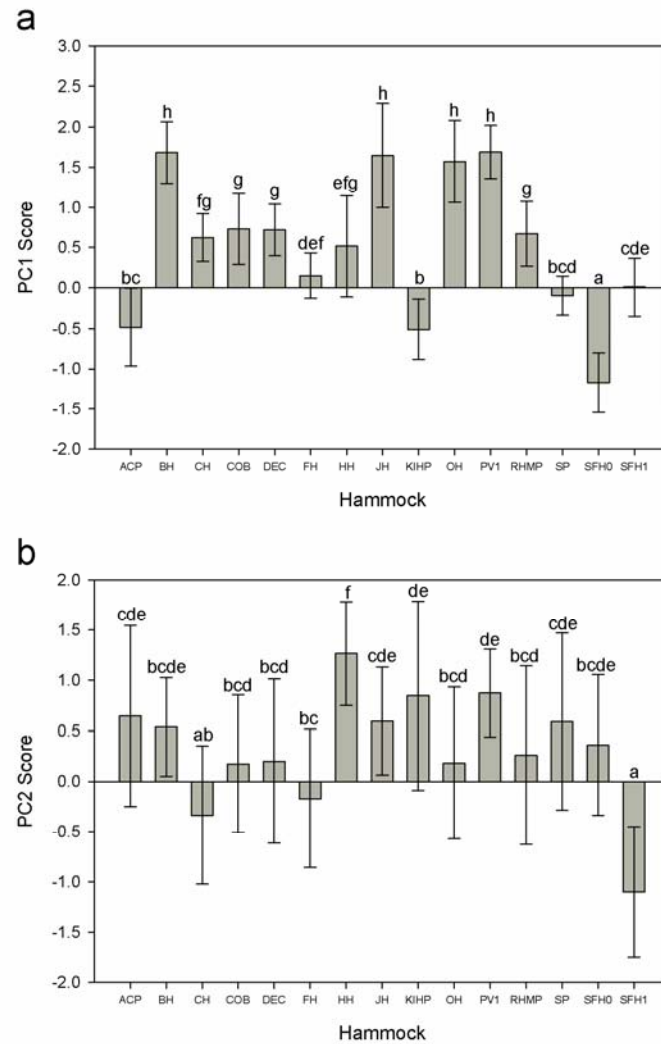 a
3.0
2.5
2.0
1.5
1.0
0.5
0.0
-0.5
-1.0
-1.5
-2.0
PC1 Score
bc h fg g g def efg h b h h g bcd a cde
ACP BH CH COB DEC FH HH JH KIHP OH PV1 RHMP SP SFH0 SFH1
Hammock
b
2.0
1.5
1.0
0.5
0.0
-0.5
-1.0
-1.5
-2.0
PC2 Score
cde bcde ab bcd bcd bc f cde de bcd de bcd cde bcde a
ACP BH CH COB DEC FH HH JH KIHP OH PV1 RHMP SP SFH0 SFH1
Hammock